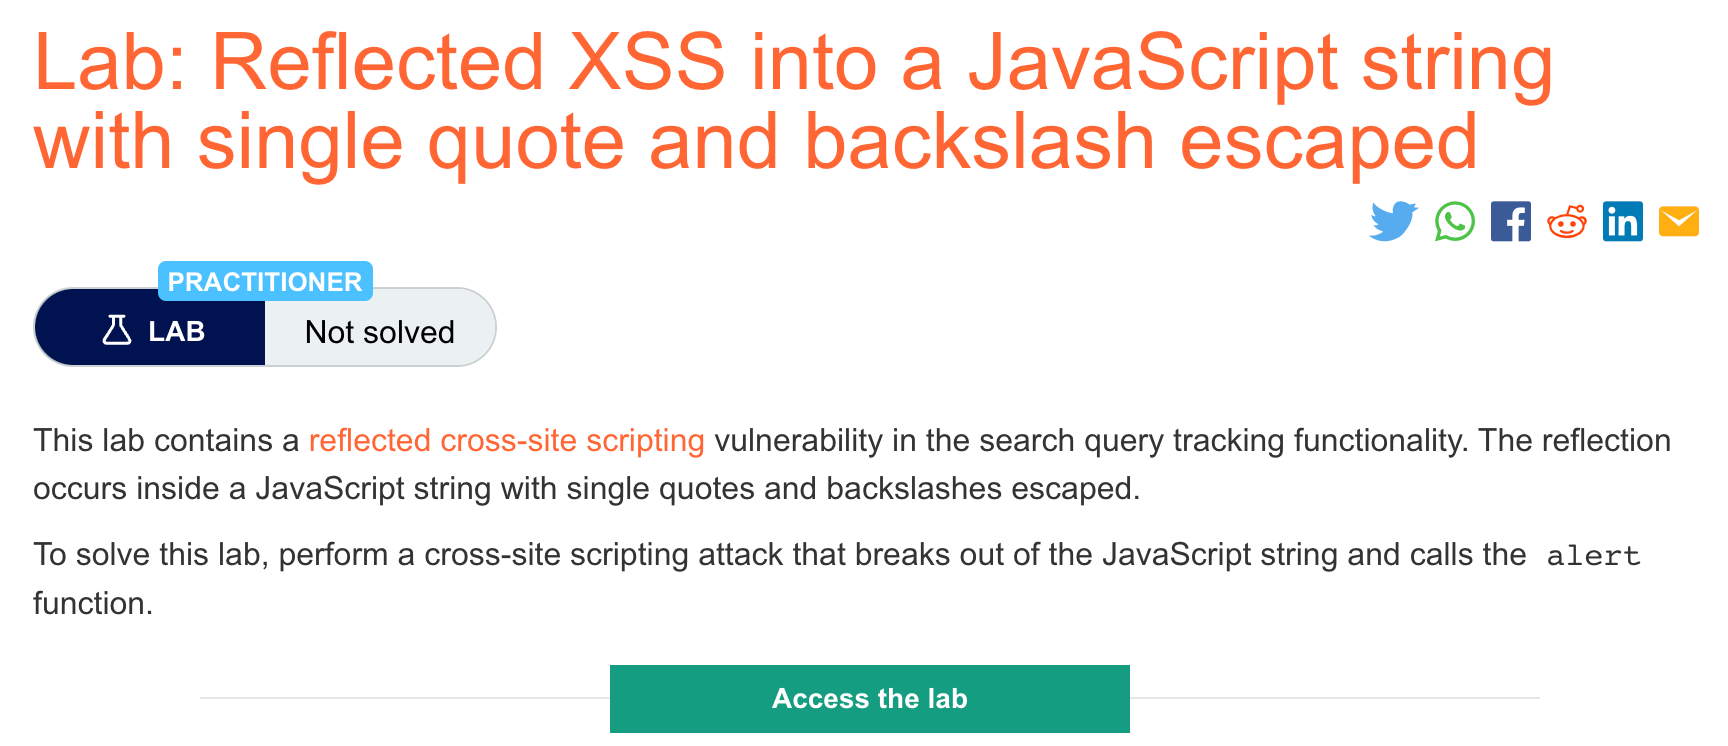 Lab: Reflected XSS into a JavaScript string
with single quote and backslash escaped
PRACTITIONER
LAB
Not solved
This lab contains a reflected cross-site scripting vulnerability in the search query tracking functionality. The reflection
occurs inside a JavaScript string with single quotes and backslashes escaped.
To solve this lab, perform a cross-site scripting attack that breaks out of the JavaScript string and calls the alert
function.
Access the lab